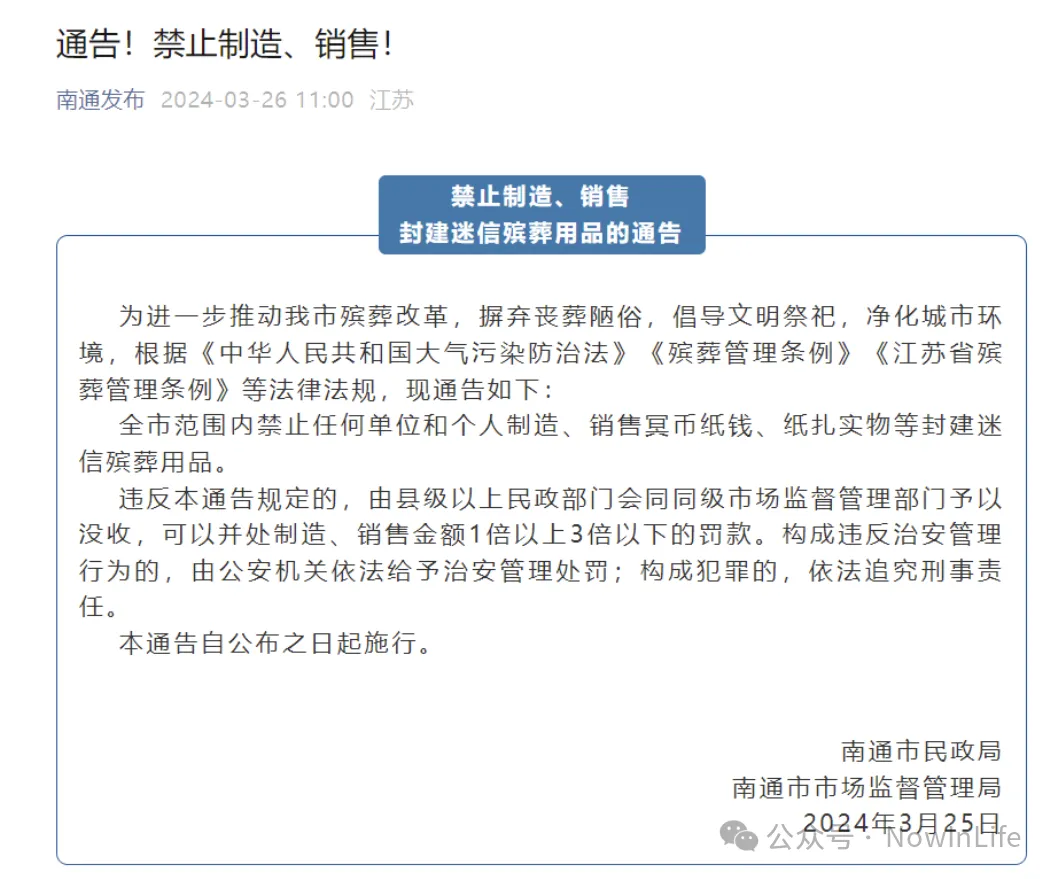 通告！禁止制造、销售！
南通发布 2024-03-26 11:00 江苏
禁止制造、销售
封建迷信殡葬用品的通告
为进一步推动我市殡葬改革，摒弃丧葬陋俗，倡导文明祭祀，净化城市环
境，根据《中华人民共和国大气污染防治法》《殡葬管理条例》《江苏省殡
葬管理条例》等法律法规，现通告如下：
全市范围内禁止任何单位和个人制造、销售冥币纸钱、纸扎实物等封建迷
信殡葬用品。
违反本通告规定的，由县级以上民政部门会同同级市场监督管理部门予以
没收，可以并处制造、销售金额1倍以上3倍以下的罚款。构成违反治安管理
行为的，由公安机关依法给予治安管理处罚；构成犯罪的，依法追究刑事责
任。
本通告自公布之日起施行。
南通市民政局
南通市市场监督管理局
2024年3月25日
公众号 · NowInLife